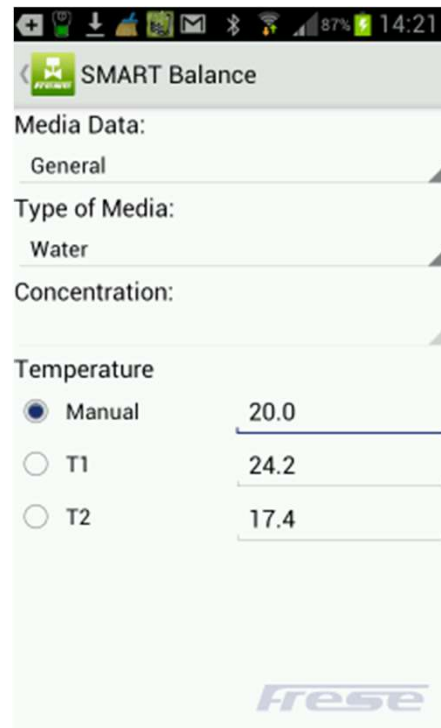 87% 14:21
SMART Balance
Media Data:
General
Type of Media:
Water
Concentration:
Temperature
Manual 20.0
T1 24.2
T2 17.4
Frese